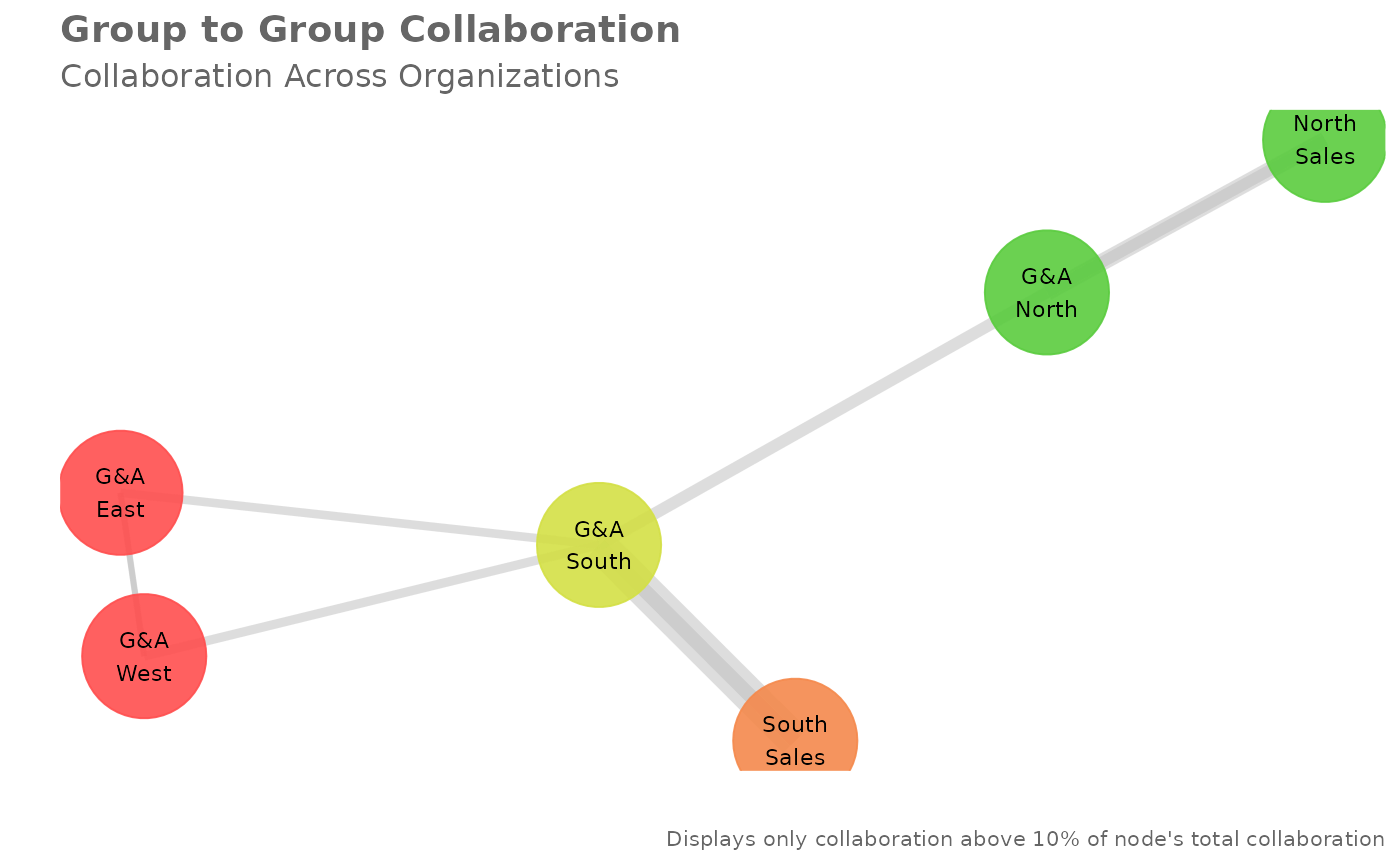 Group to Group Collaboration
Collaboration Across Organizations
North
Sales
G&A
North
G&A
East
G&A
South
G&A
West
South
Sales
Displays only collaboration above 10% of node's total collaboration